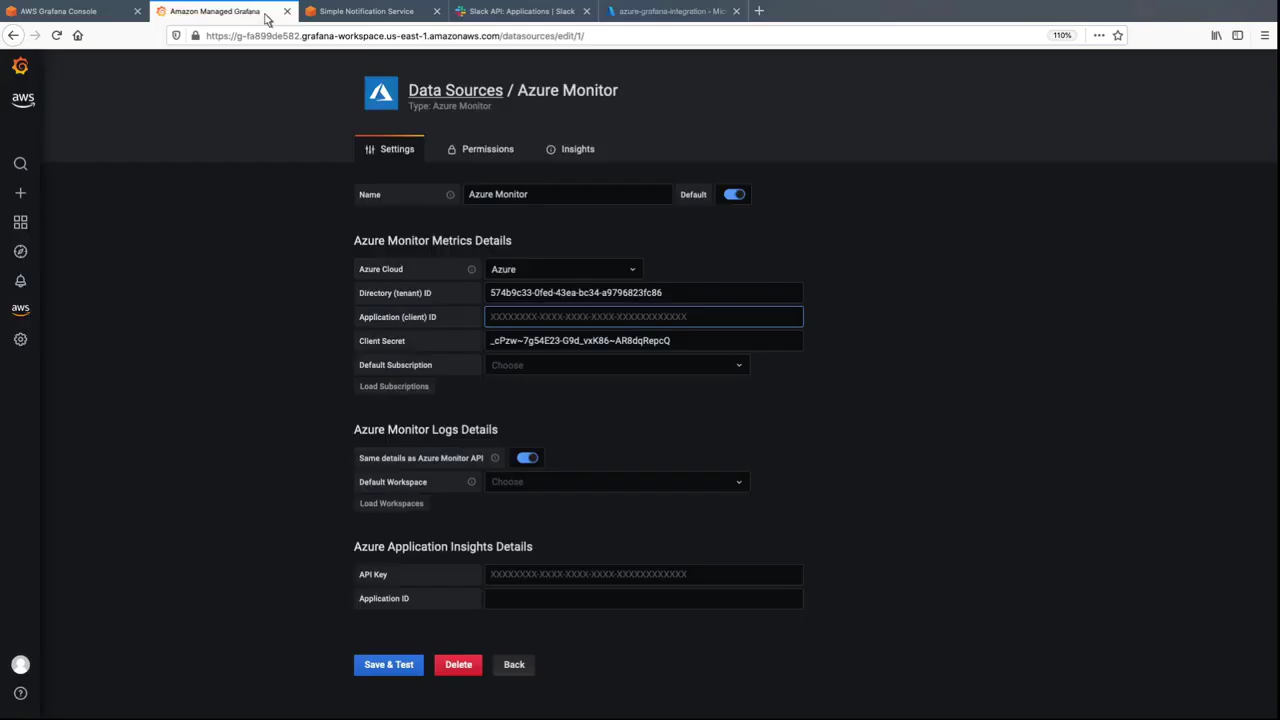 AWS Grafana Console
Amazon Managed Grafana
Simple Notification Service
Slack API: Applications | Slack
azure-grafana-integration - Mic
https://g-fa899de582.grafana-workspace.us-east-1.amazonaws.com/datasources/edit/1/
110%
aws
aws
Data Sources / Azure Monitor
Type: Azure Monitor
Settings
Permissions
Insights
Name
Azure Monitor
Default
Azure Monitor Metrics Details
Azure Cloud
Azure
Directory (tenant) ID
574b9c33-0fed-43ea-bc34-a9796823fc86
Application (client) ID
XXXXXXXX-XXXX-XXXX-XXXX-XXXXXXXXXXXX
Client Secret
_cPzw~7g54E23-G9d_vxK86~AR8dqRepcQ
Default Subscription
Choose
Load Subscriptions
Azure Monitor Logs Details
Same details as Azure Monitor API
Default Workspace
Choose
Load Workspaces
Azure Application Insights Details
API Key
XXXXXXXX-XXXX-XXXX-XXXX-XXXXXXXXXXXX
Application ID
Save & Test
Delete
Back